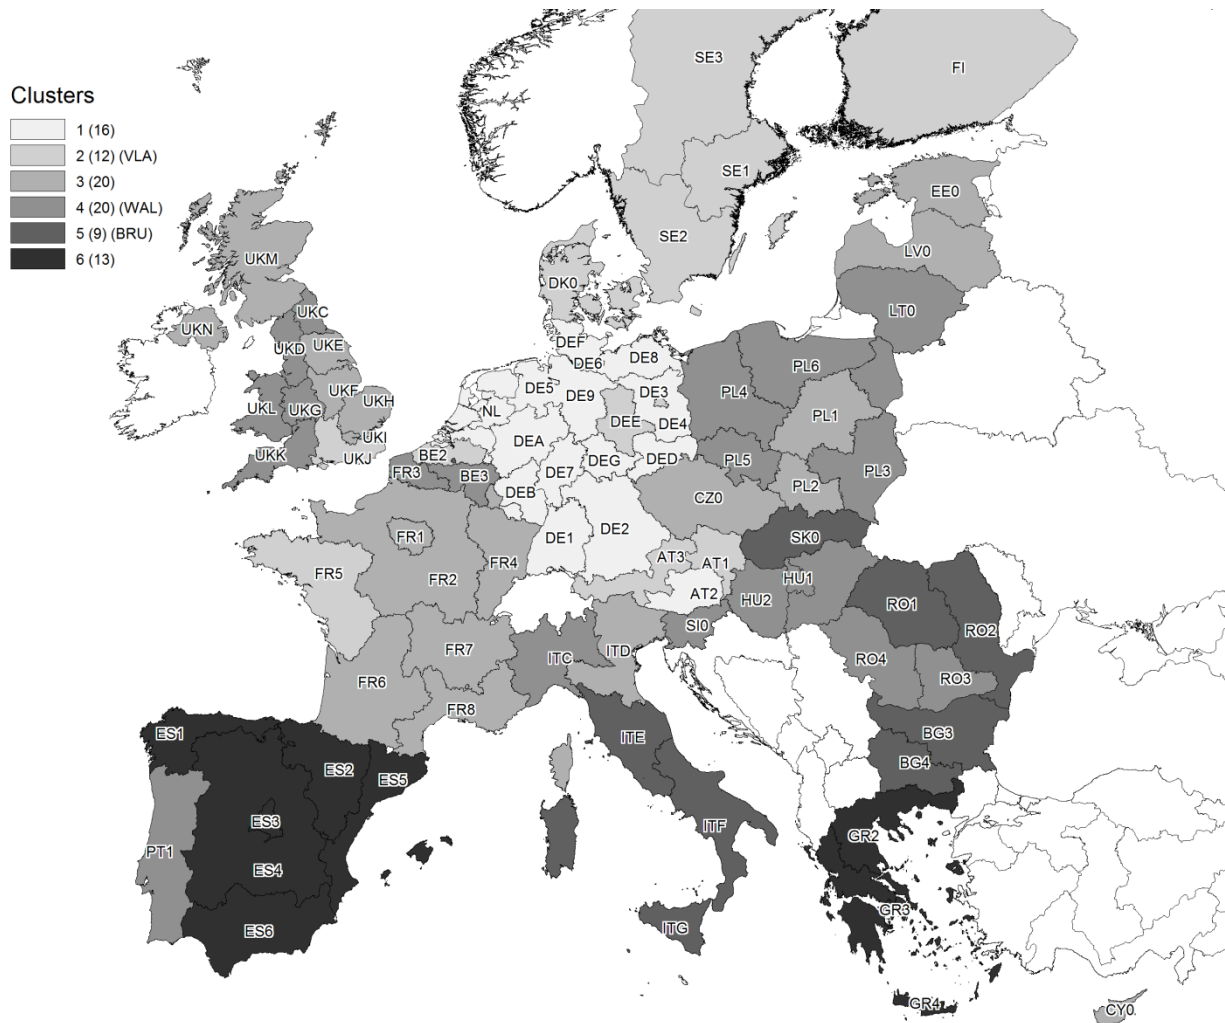 Clusters
1 (16)
2 (12) (VLA)
3 (20)
4 (20) (WAL)
5 (9) (BRU)
6 (13)
SE3
FI
SE1
EE0
SE2
LV0
UKM
DK0
LT0
UKC
UKN
DEF
UKE
UKD
DE6
DE8
PL6
DE5
DE3
UKF
DE9
PL4
UKH
UKL
UKG
NL
DEE
PL1
DE4
UKI
DEA
UKK
UKJ
BE2
DEG
DED
PL5
FR3
BE3
DE7
PL3
DEB
PL2
CZ0
DE2
FR1
DE1
SK0
FR4
AT3
AT1
FR5
FR2
HU1
AT2
HU2
RO1
SI0
RO2
FR7
ITC
ITD
RO4
FR6
RO3
FR8
ES1
ITE
BG3
ES2
BG4
ES5
ES3
ITF
GR2
PT1
ES4
GR3
ES6
ITG
GR4
CY0